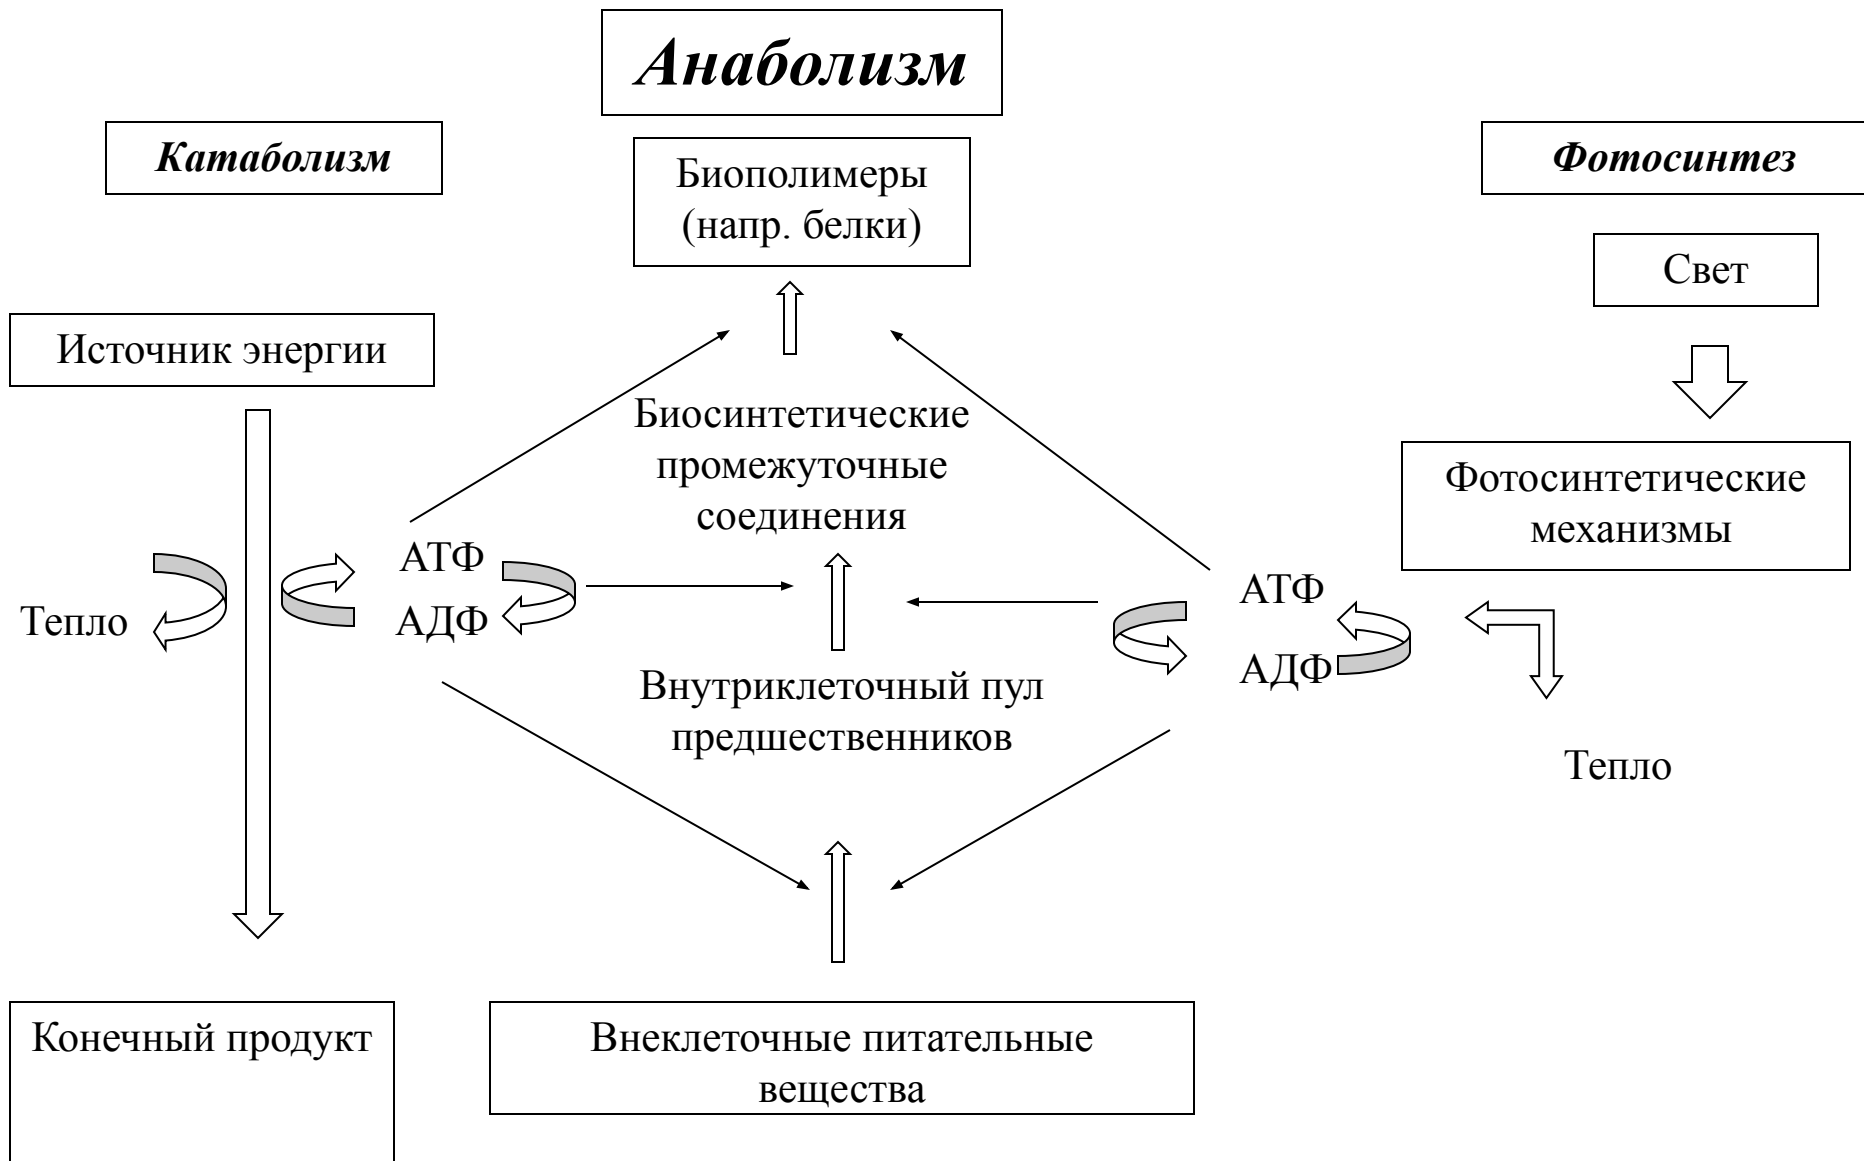 Анаболизм
Катаболизм
Биополимеры
(напр. белки)
Фотосинтез
Свет
Источник энергии
Биосинтетические
промежуточные
соединения
Фотосинтетические
механизмы
АТФ
АДФ
Тепло
АТФ
АДФ
Внутриклеточный пул
предшественников
Тепло
Конечный продукт
Внеклеточные питательные
вещества